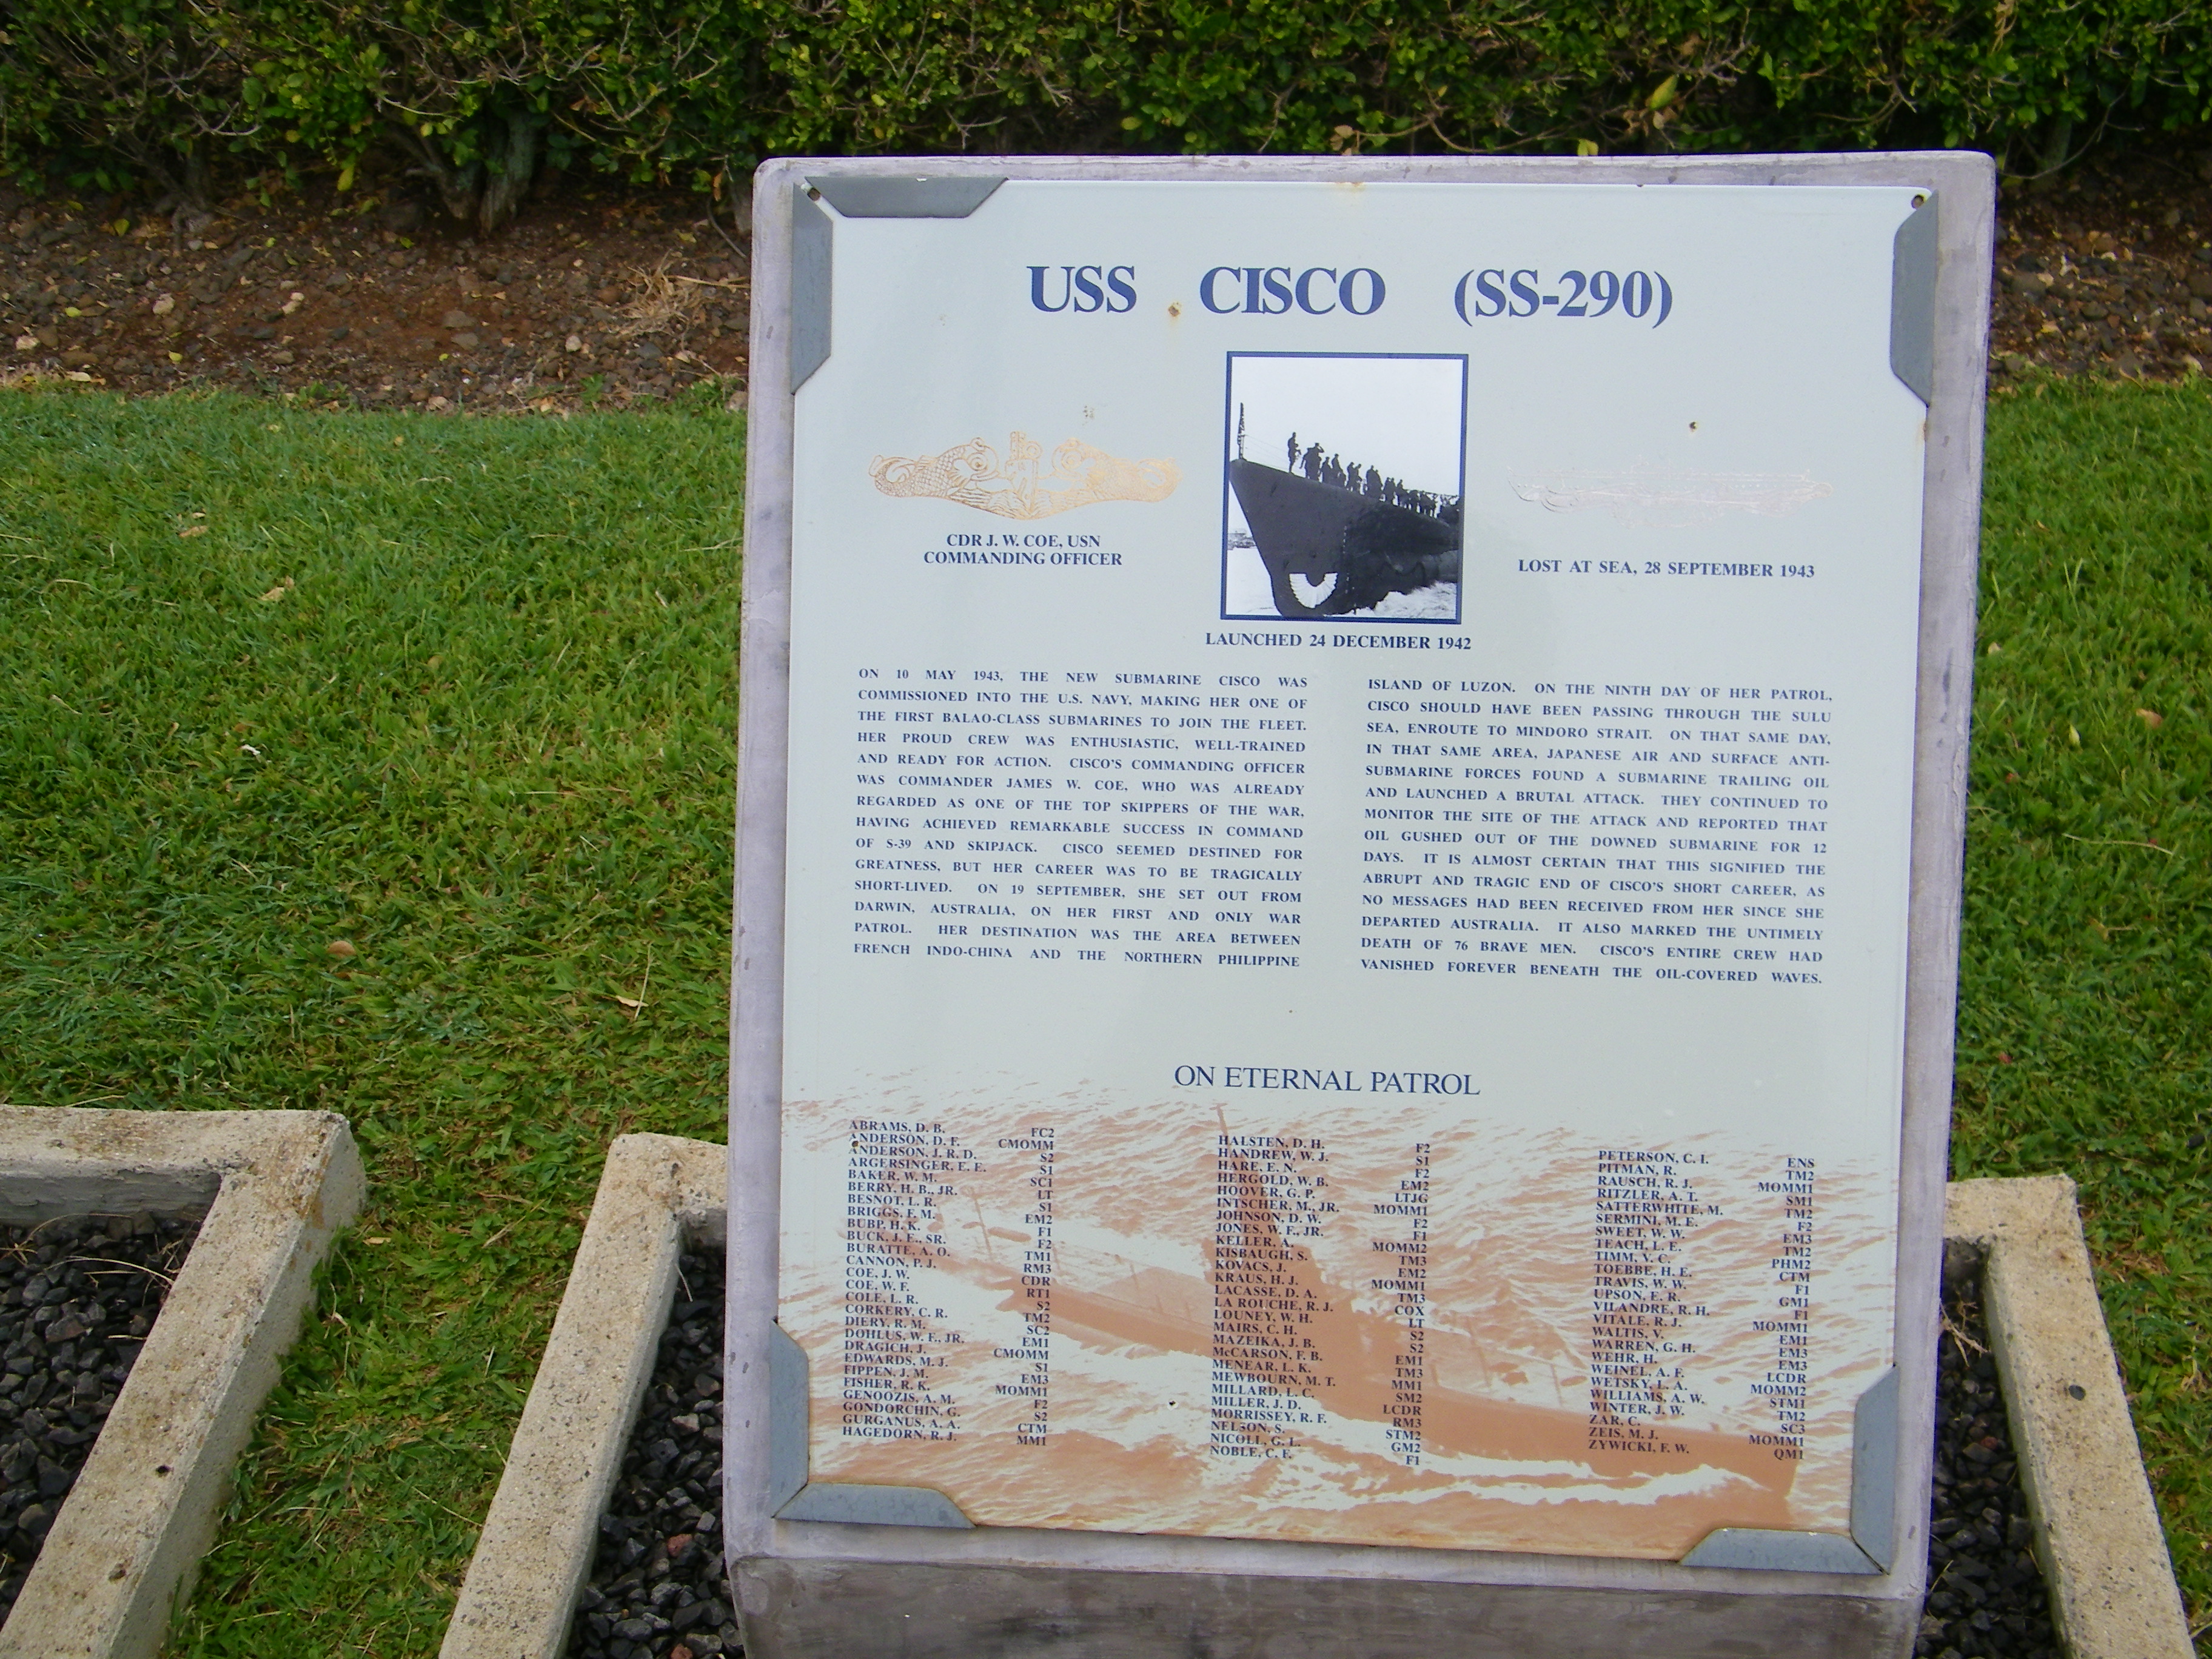 USS CISCO (SS-290)
CDR J. W. COE, USN
COMMANDING OFFICER
LOST AT SEA, 28 SEPTEMBER 1943
LAUNCHED 24 DECEMBER 1942
ON 10 MAY 1943, THE NEW SUBMARINE CISCO WAS
COMMISSIONED INTO THE U.S. NAVY, MAKING HER ONE OF
THE FIRST BALAO-CLASS SUBMARINES TO JOIN THE FLEET.
HER PROUD CREW WAS ENTHUSIASTIC, WELL-TRAINED
AND READY FOR ACTION. CISCO'S COMMANDING OFFICER
WAS COMMANDER JAMES W. COE, WHO WAS ALREADY
REGARDED AS ONE OF THE TOP SKIPPERS OF THE WAR,
HAVING ACHIEVED REMARKABLE SUCCESS IN COMMAND
OF S-39 AND SKIPJACK. CISCO SEEMED DESTINED FOR
GREATNESS, BUT HER CAREER WAS TO BE TRAGICALLY
SHORT-LIVED. ON 19 SEPTEMBER, SHE SET OUT FROM
DARWIN, AUSTRALIA, ON HER FIRST AND ONLY WAR
PATROL. HER DESTINATION WAS THE AREA BETWEEN
FRENCH INDO-CHINA AND THE NORTHERN PHILIPPINE
ISLAND OF LUZON. ON THE NINTH DAY OF HER PATROL,
CISCO SHOULD HAVE BEEN PASSING THROUGH THE SULU
SEA, ENROUTE TO MINDORO STRAIT. ON THAT SAME DAY,
IN THAT SAME AREA, JAPANESE AIR AND SURFACE ANTI-
SUBMARINE FORCES FOUND A SUBMARINE TRAILING OIL
AND LAUNCHED A BRUTAL ATTACK. THEY CONTINUED TO
MONITOR THE SITE OF THE ATTACK AND REPORTED THAT
OIL GUSHED OUT OF THE DOWNED SUBMARINE FOR 12
DAYS. IT IS ALMOST CERTAIN THAT THIS SIGNIFIED THE
ABRUPT AND TRAGIC END OF CISCO'S SHORT CAREER, AS
NO MESSAGES HAD BEEN RECEIVED FROM HER SINCE SHE
DEPARTED AUSTRALIA. IT ALSO MARKED THE UNTIMELY
DEATH OF 76 BRAVE MEN. CISCO'S ENTIRE CREW HAD
VANISHED FOREVER BENEATH THE OIL-COVERED WAVES.
ON ETERNAL PATROL
ABRAMS, D. B. FC2
ANDERSON, D. F. CMOMM
ANDERSON, J. R. D. S2
ARGERSINGER, E. E. S1
BAKER, W. M. SC1
BERRY, H. B., JR. LT
BESNOT, L. R. S1
BRIGGS, F. M. EM2
BUBP, H. K. F1
BUCK, J. E., SR. F2
BURATTE, A. O. TM1
CANNON, P. J. RM3
COE, J. W. CDR
COE, W. F. RT1
COLE, L. R. S2
CORKERY, C. R. TM2
DIERY, R. M. SC2
DOHLUS, W. F., JR. EM1
DRAGICH, J. CMOMM
EDWARDS, M. J. S1
FIPPEN, J. M. EM3
FISHER, R. K. MOMM1
GENOOZIS, A. M. F2
GONDORCHIN, G. S2
GURGANUS, A. A. CTM
HAGEDORN, R. J. MM1
HALSTEN, D. H. F2
HANDREW, W. J. S1
HARE, E. N. F2
HERGOLD, W. B. EM2
HOOVER, G. P. LTJG
INTSCHER, M., JR. MOMM1
JOHNSON, D. W. F2
JONES, W. F., JR. F1
KELLER, A. MOMM2
KISBAUGH, S. TM3
KOVACS, J. EM2
KRAUS, H. J. MOMM1
LACASSE, D. A. TM3
LA ROUCHE, R. J. COX
LOUNEY, W. H. LT
MAIRS, C. H. S2
MAZEIKA, J. B. S2
McCARSON, F. B. EM1
MENEAR, L. K. TM3
MEWBOURN, M. T. MM1
MILLARD, L. C. SM2
MILLER, J. D. LCDR
MORRISSEY, R. F. RM3
NELSON, S. STM2
NICOLL, G. L. GM2
NOBLE, C. F. F1
PETERSON, C. I. ENS
PITMAN, R. TM2
RAUSCH, R. J. MOMM1
RITZLER, A. T. SM1
SATTERWHITE, M. TM2
SERMINI, M. E. F2
SWEET, W. W. EM3
TEACH, L. E. TM2
TIMM, V. C. PHM2
TOEBBE, H. E. CTM
TRAVIS, W. W. F1
UPSON, E. R. GM1
VILANDRE, R. H. F1
VITALE, R. J. MOMM1
WALTIS, V. EM1
WARREN, G. H. EM3
WEHR, H. EM3
WEINEL, A. F. LCDR
WETSKY, L. A. MOMM2
WILLIAMS, A. W. STM1
WINTER, J. W. TM2
ZAR, C. SC3
ZEIS, M. J. MOMM1
ZYWICKI, F. W. QM1